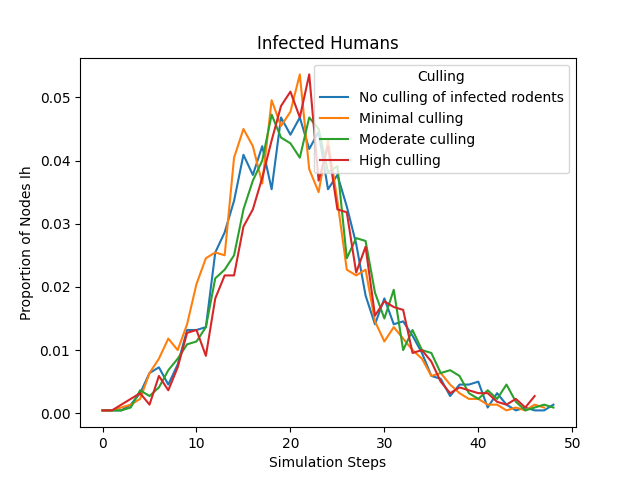 Infected Humans
Culling
No culling of infected rodents
Minimal culling
Moderate culling
High culling
Proportion of Nodes Ih
0.05
0.04
0.03
0.02
0.01
0.00
0 10 20 30 40 50
Simulation Steps